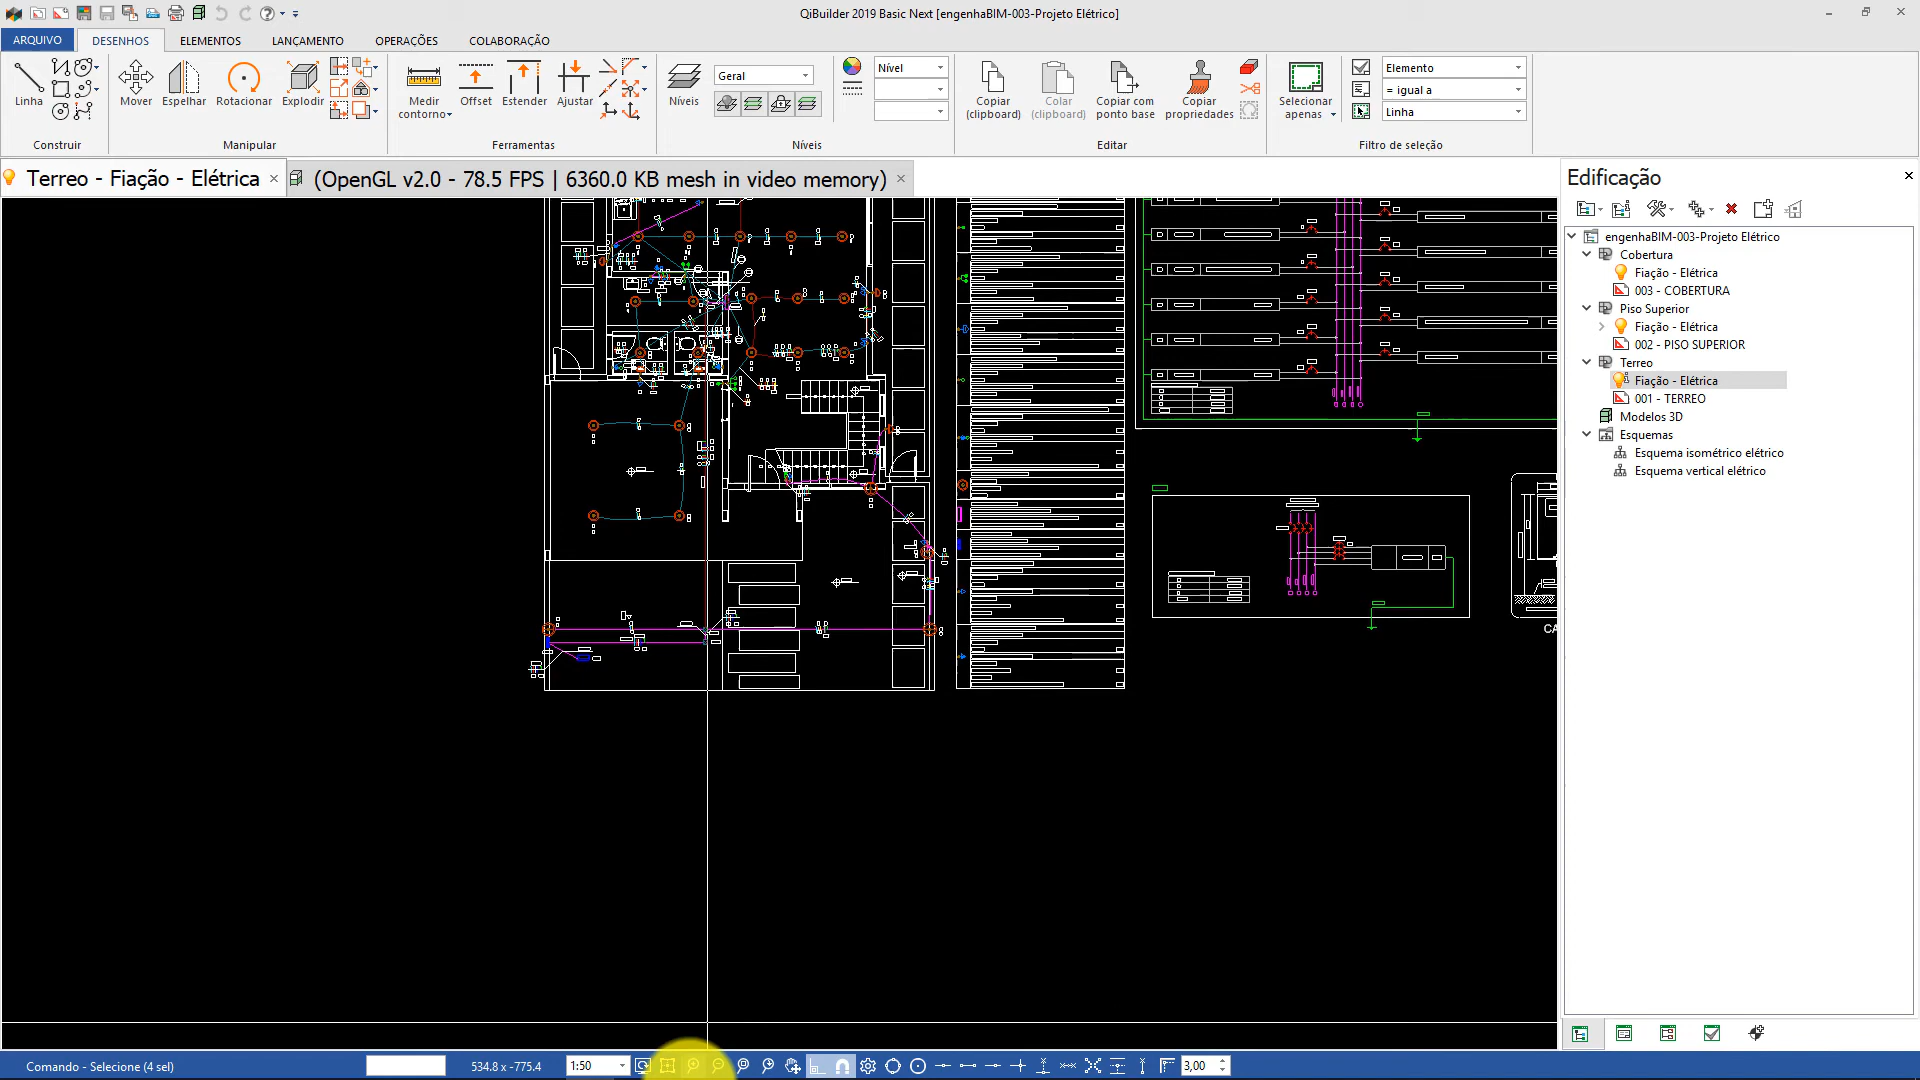 QiBuilder 2019 Basic Next [engenhaBIM-003-Projeto Elétrico]
ARQUIVO DESENHOS ELEMENTOS LANÇAMENTO OPERAÇÕES COLABORAÇÃO
Geral Nível Elemento
= igual a
Linha Mover Espelhar Rotacionar Explodir Medir contorno Offset Estender Ajustar Níveis Copiar (clipboard) Colar (clipboard) Copiar com ponto base Copiar propriedades Selecionar apenas Linha
Construir Manipular Ferramentas Níveis Editar Filtro de seleção
Terreo - Fiação - Elétrica (OpenGL v2.0 - 78.5 FPS | 6360.0 KB mesh in video memory) Edificação
engenhaBIM-003-Projeto Elétrico
Cobertura
Fiação - Elétrica
003 - COBERTURA
Piso Superior
Fiação - Elétrica
002 - PISO SUPERIOR
Terreo
Fiação - Elétrica
001 - TERREO
Modelos 3D
Esquemas
Esquema isométrico elétrico
Esquema vertical elétrico
CA
Comando - Selecione (4 sel) 534.8 x -775.4 1:50 3,00